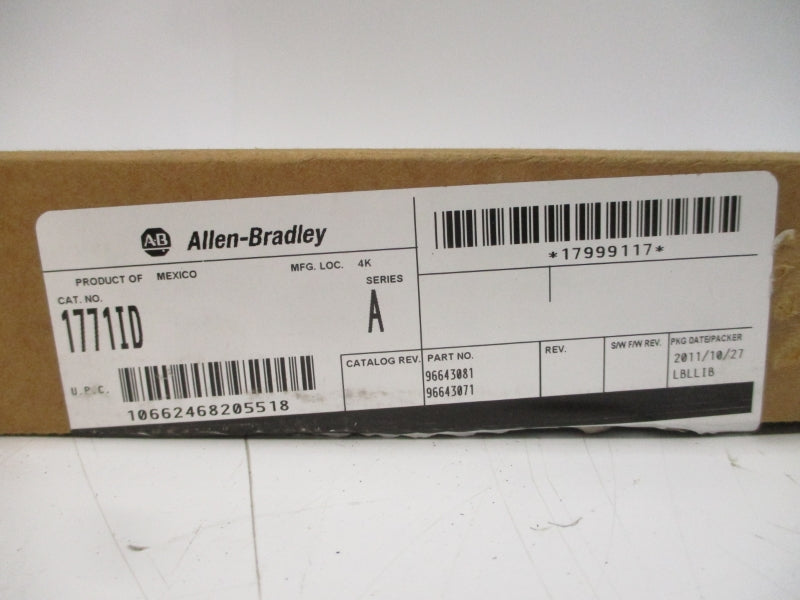 A-B Allen-Bradley
*17999117*
PRODUCT OF MEXICO
MFG. LOC. 4K
CAT. NO.
SERIES
1771ID
A
U.P.C.
10662468205518
CATALOG REV.
PART NO.
96643081
96643071
REV.
S/W F/W REV.
PKG DATE/PACKER
2011/10/27
LBLLIB